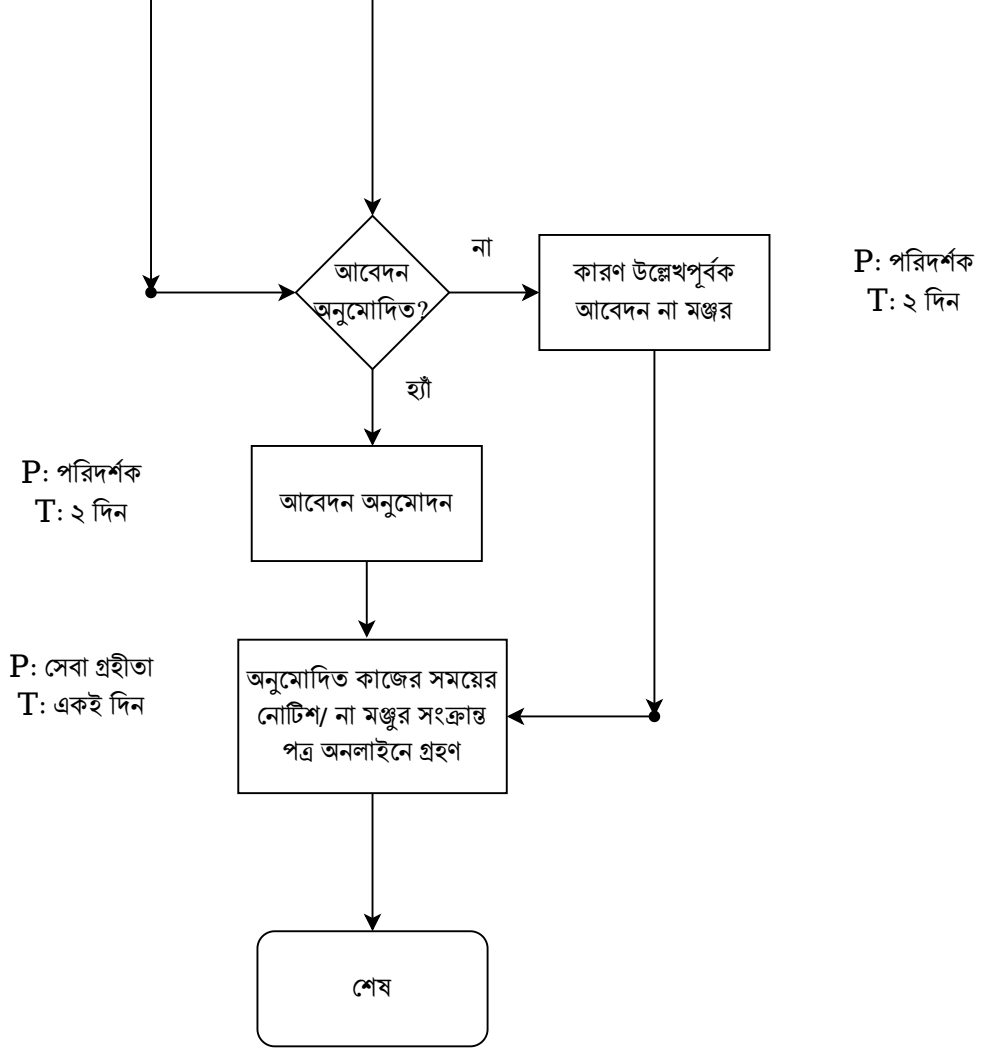 না
আবেদন
অনুমোদিত?
কারণ উল্লেখপূর্বক
আবেদন না মঞ্জুর
P: পরিদর্শক
T: ২ দিন
হ্যাঁ
P: পরিদর্শক
T: ২ দিন
আবেদন অনুমোদন
P: সেবা গ্রহীতা
T: একই দিন
অনুমোদিত কাজের সময়ের
নোটিশ/ না মঞ্জুর সংক্রান্ত
পত্র অনলাইনে গ্রহণ
শেষ